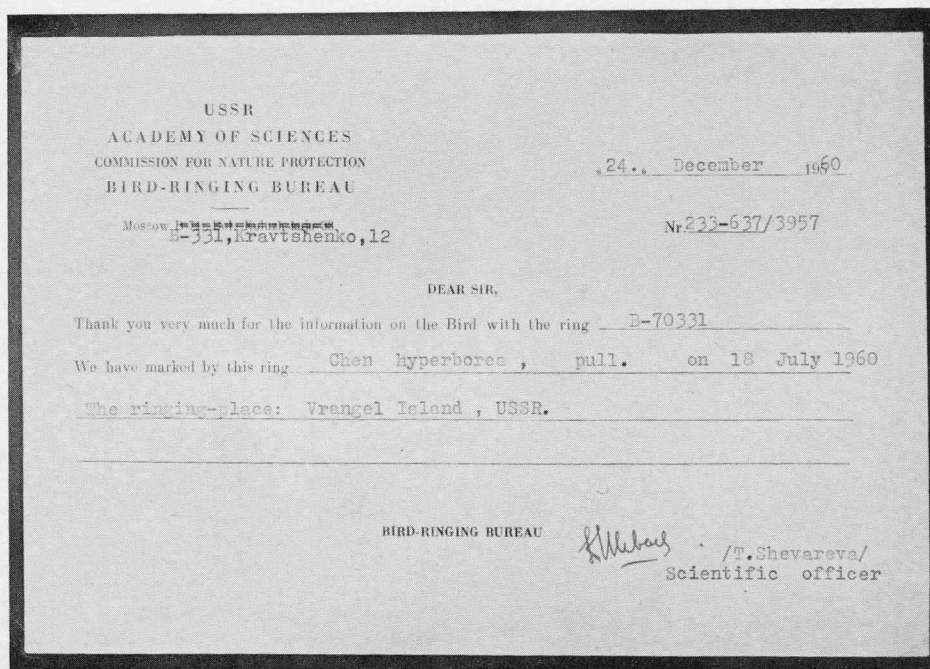 USSR
ACADEMY OF SCIENCES
COMMISSION FOR NATURE PROTECTION
BIRD-RINGING BUREAU
„24." December 1960
Moscow
B-331,Kravtshenko,12
Nr. 233-637/3957
DEAR SIR,
Thank you very much for the information on the Bird with the ring D-70331
We have marked by this ring Chen hyperborea , pull. on 18 July 1960
The ringing-place: Vrangel Island , USSR.
BIRD-RINGING BUREAU
/T.Shevareva/
Scientific officer